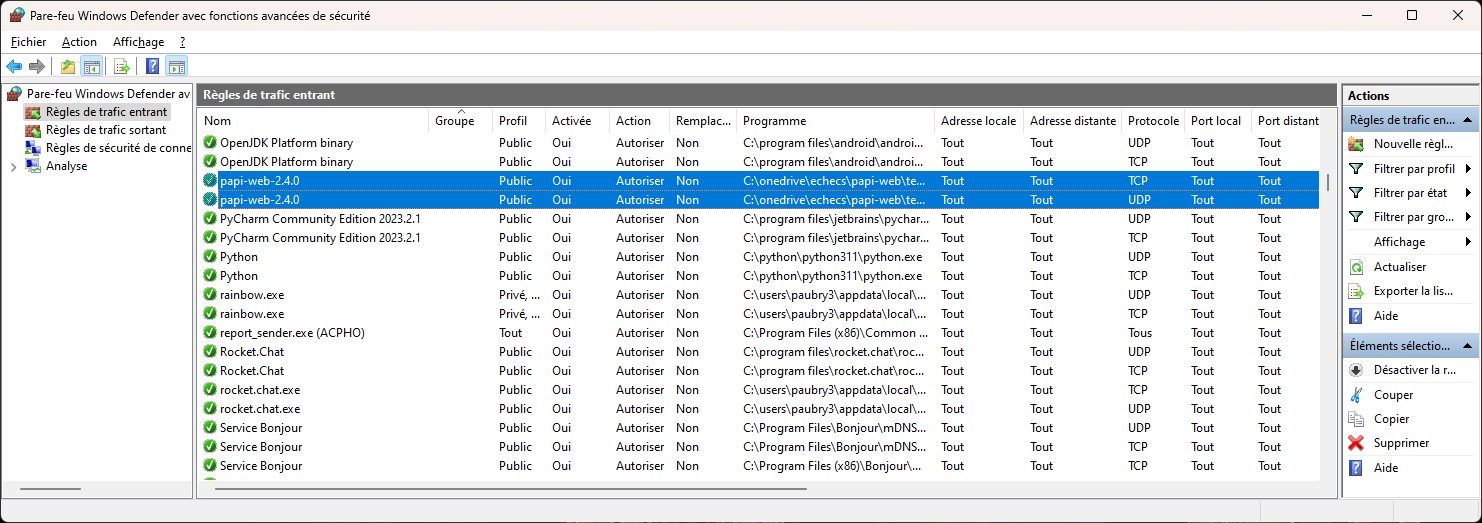 Pare-feu Windows Defender avec fonctions avancées de sécurité
Fichier Action Affichage ?
Pare-feu Windows Defender av
Règles de trafic entrant
Règles de trafic sortant
Règles de sécurité de conne
Analyse
Règles de trafic entrant
Nom Groupe Profil Activée Action Remplac... Programme Adresse locale Adresse distante Protocole Port local Port distant
OpenJDK Platform binary Public Oui Autoriser Non C:\program files\android\androi... Tout Tout UDP Tout Tout
OpenJDK Platform binary Public Oui Autoriser Non C:\program files\android\androi... Tout Tout TCP Tout Tout
papi-web-2.4.0 Public Oui Autoriser Non C:\onedrive\echecs\papi-web\te... Tout Tout TCP Tout Tout
papi-web-2.4.0 Public Oui Autoriser Non C:\onedrive\echecs\papi-web\te... Tout Tout UDP Tout Tout
PyCharm Community Edition 2023.2.1 Public Oui Autoriser Non C:\program files\jetbrains\pychar... Tout Tout UDP Tout Tout
PyCharm Community Edition 2023.2.1 Public Oui Autoriser Non C:\program files\jetbrains\pychar... Tout Tout TCP Tout Tout
Python Public Oui Autoriser Non C:\python\python311\python.exe Tout Tout UDP Tout Tout
Python Public Oui Autoriser Non C:\python\python311\python.exe Tout Tout TCP Tout Tout
rainbow.exe Privé, ... Oui Autoriser Non C:\users\paubry3\appdata\local\... Tout Tout UDP Tout Tout
rainbow.exe Privé, ... Oui Autoriser Non C:\users\paubry3\appdata\local\... Tout Tout TCP Tout Tout
report_sender.exe (ACPHO) Tout Oui Autoriser Non C:\Program Files (x86)\Common ... Tout Tout Tous Tout Tout
Rocket.Chat Public Oui Autoriser Non C:\program files\rocket.chat\roc... Tout Tout UDP Tout Tout
Rocket.Chat Public Oui Autoriser Non C:\program files\rocket.chat\roc... Tout Tout TCP Tout Tout
rocket.chat.exe Public Oui Autoriser Non C:\users\paubry3\appdata\local\... Tout Tout TCP Tout Tout
rocket.chat.exe Public Oui Autoriser Non C:\users\paubry3\appdata\local\... Tout Tout UDP Tout Tout
Service Bonjour Public Oui Autoriser Non C:\Program Files\Bonjour\mDNS... Tout Tout UDP Tout Tout
Service Bonjour Public Oui Autoriser Non C:\Program Files\Bonjour\mDNS... Tout Tout TCP Tout Tout
Service Bonjour Public Oui Autoriser Non C:\Program Files (x86)\Bonjour\... Tout Tout TCP Tout Tout
Actions
Règles de trafic en...
Nouvelle règl...
Filtrer par profil
Filtrer par état
Filtrer par gro...
Affichage
Actualiser
Exporter la lis...
Aide
Éléments sélectio...
Désactiver la r...
Couper
Copier
Supprimer
Aide